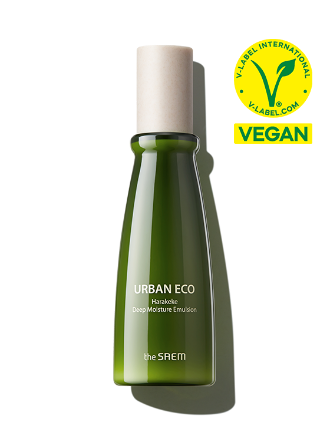 V-LABEL INTERNATIONAL
V-LABEL.COM
®
VEGAN
URBAN ECO
Harakeke
Deep Moisture Emulsion
the SAEM